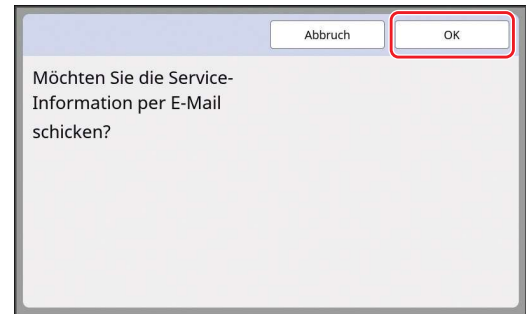 Abbruch
OK
Möchten Sie die Service-
Information per E-Mail
schicken?